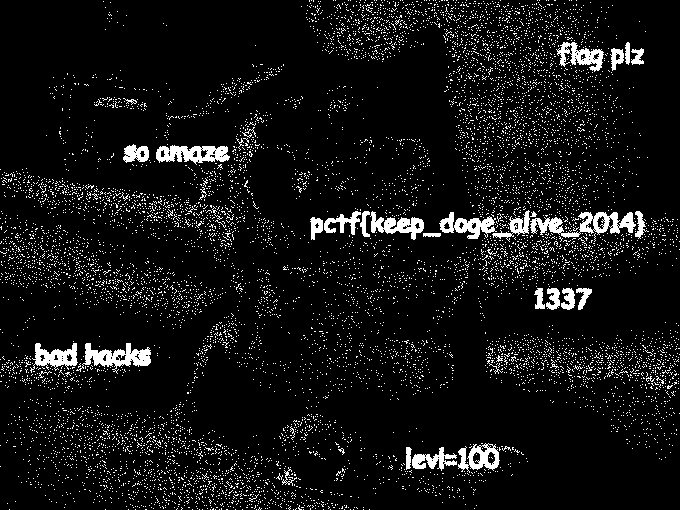 flag plz
so amaze
pctf{keep_doge_alive_2014}
1337
bad hacks
levl=100